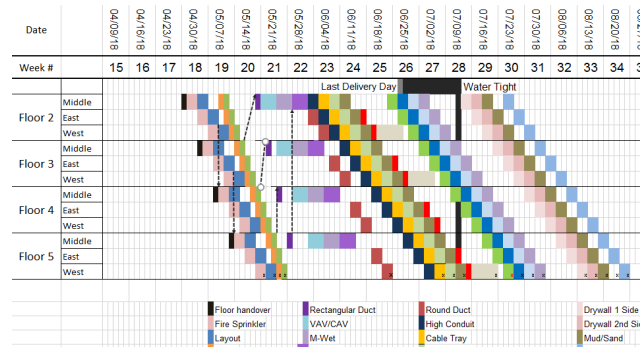 Date 04/09/18 04/16/18 04/23/18 04/30/18 05/07/18 05/14/18 05/21/18 05/28/18 06/04/18 06/11/18 06/18/18 06/25/18 07/02/18 07/09/18 07/16/18 07/23/18 07/30/18 08/06/18 08/13/18 08/20/18
Week # 15 16 17 18 19 20 21 22 23 24 25 26 27 28 29 30 31 32 33 34
Last Delivery Day Water Tight
Floor 2
Middle
East
West
Floor 3
Middle
East
West
Floor 4
Middle
East
West
Floor 5
Middle
East
West
Floor handover Rectangular Duct Round Duct Drywall 1 Side
Fire Sprinkler VAV/CAV High Conduit Drywall 2nd Si
Layout M-Wet Cable Tray Mud/Sand